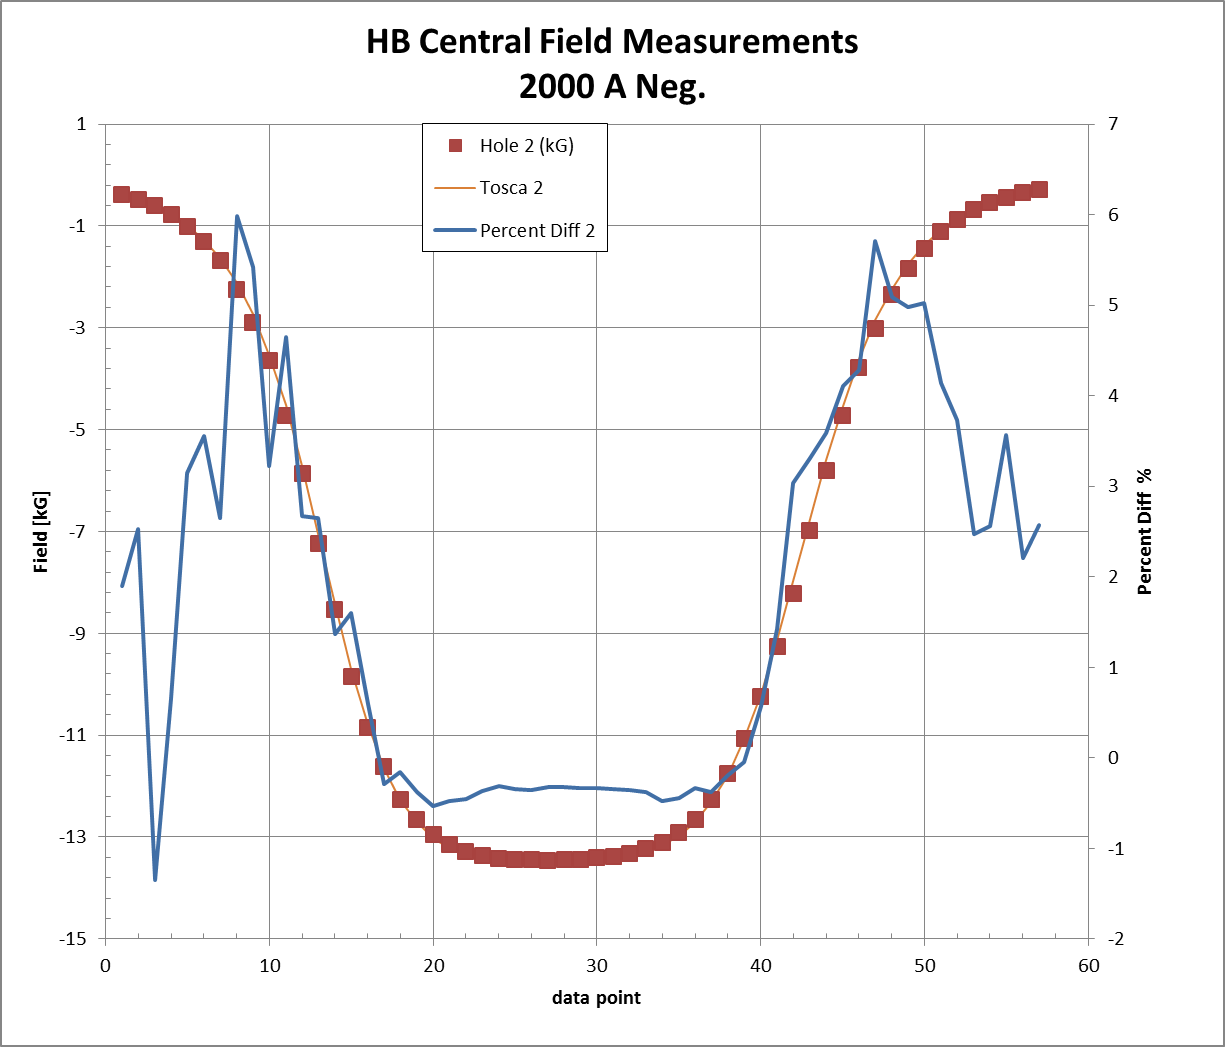 HB Central Field Measurements
2000 A Neg.
Hole 2 (kG)
Tosca 2
Percent Diff 2
1
-1
-3
-5
-7
-9
-11
-13
-15
Field [kG]
7
6
5
4
3
2
1
0
-1
-2
Percent Diff %
0 10 20 30 40 50 60
data point